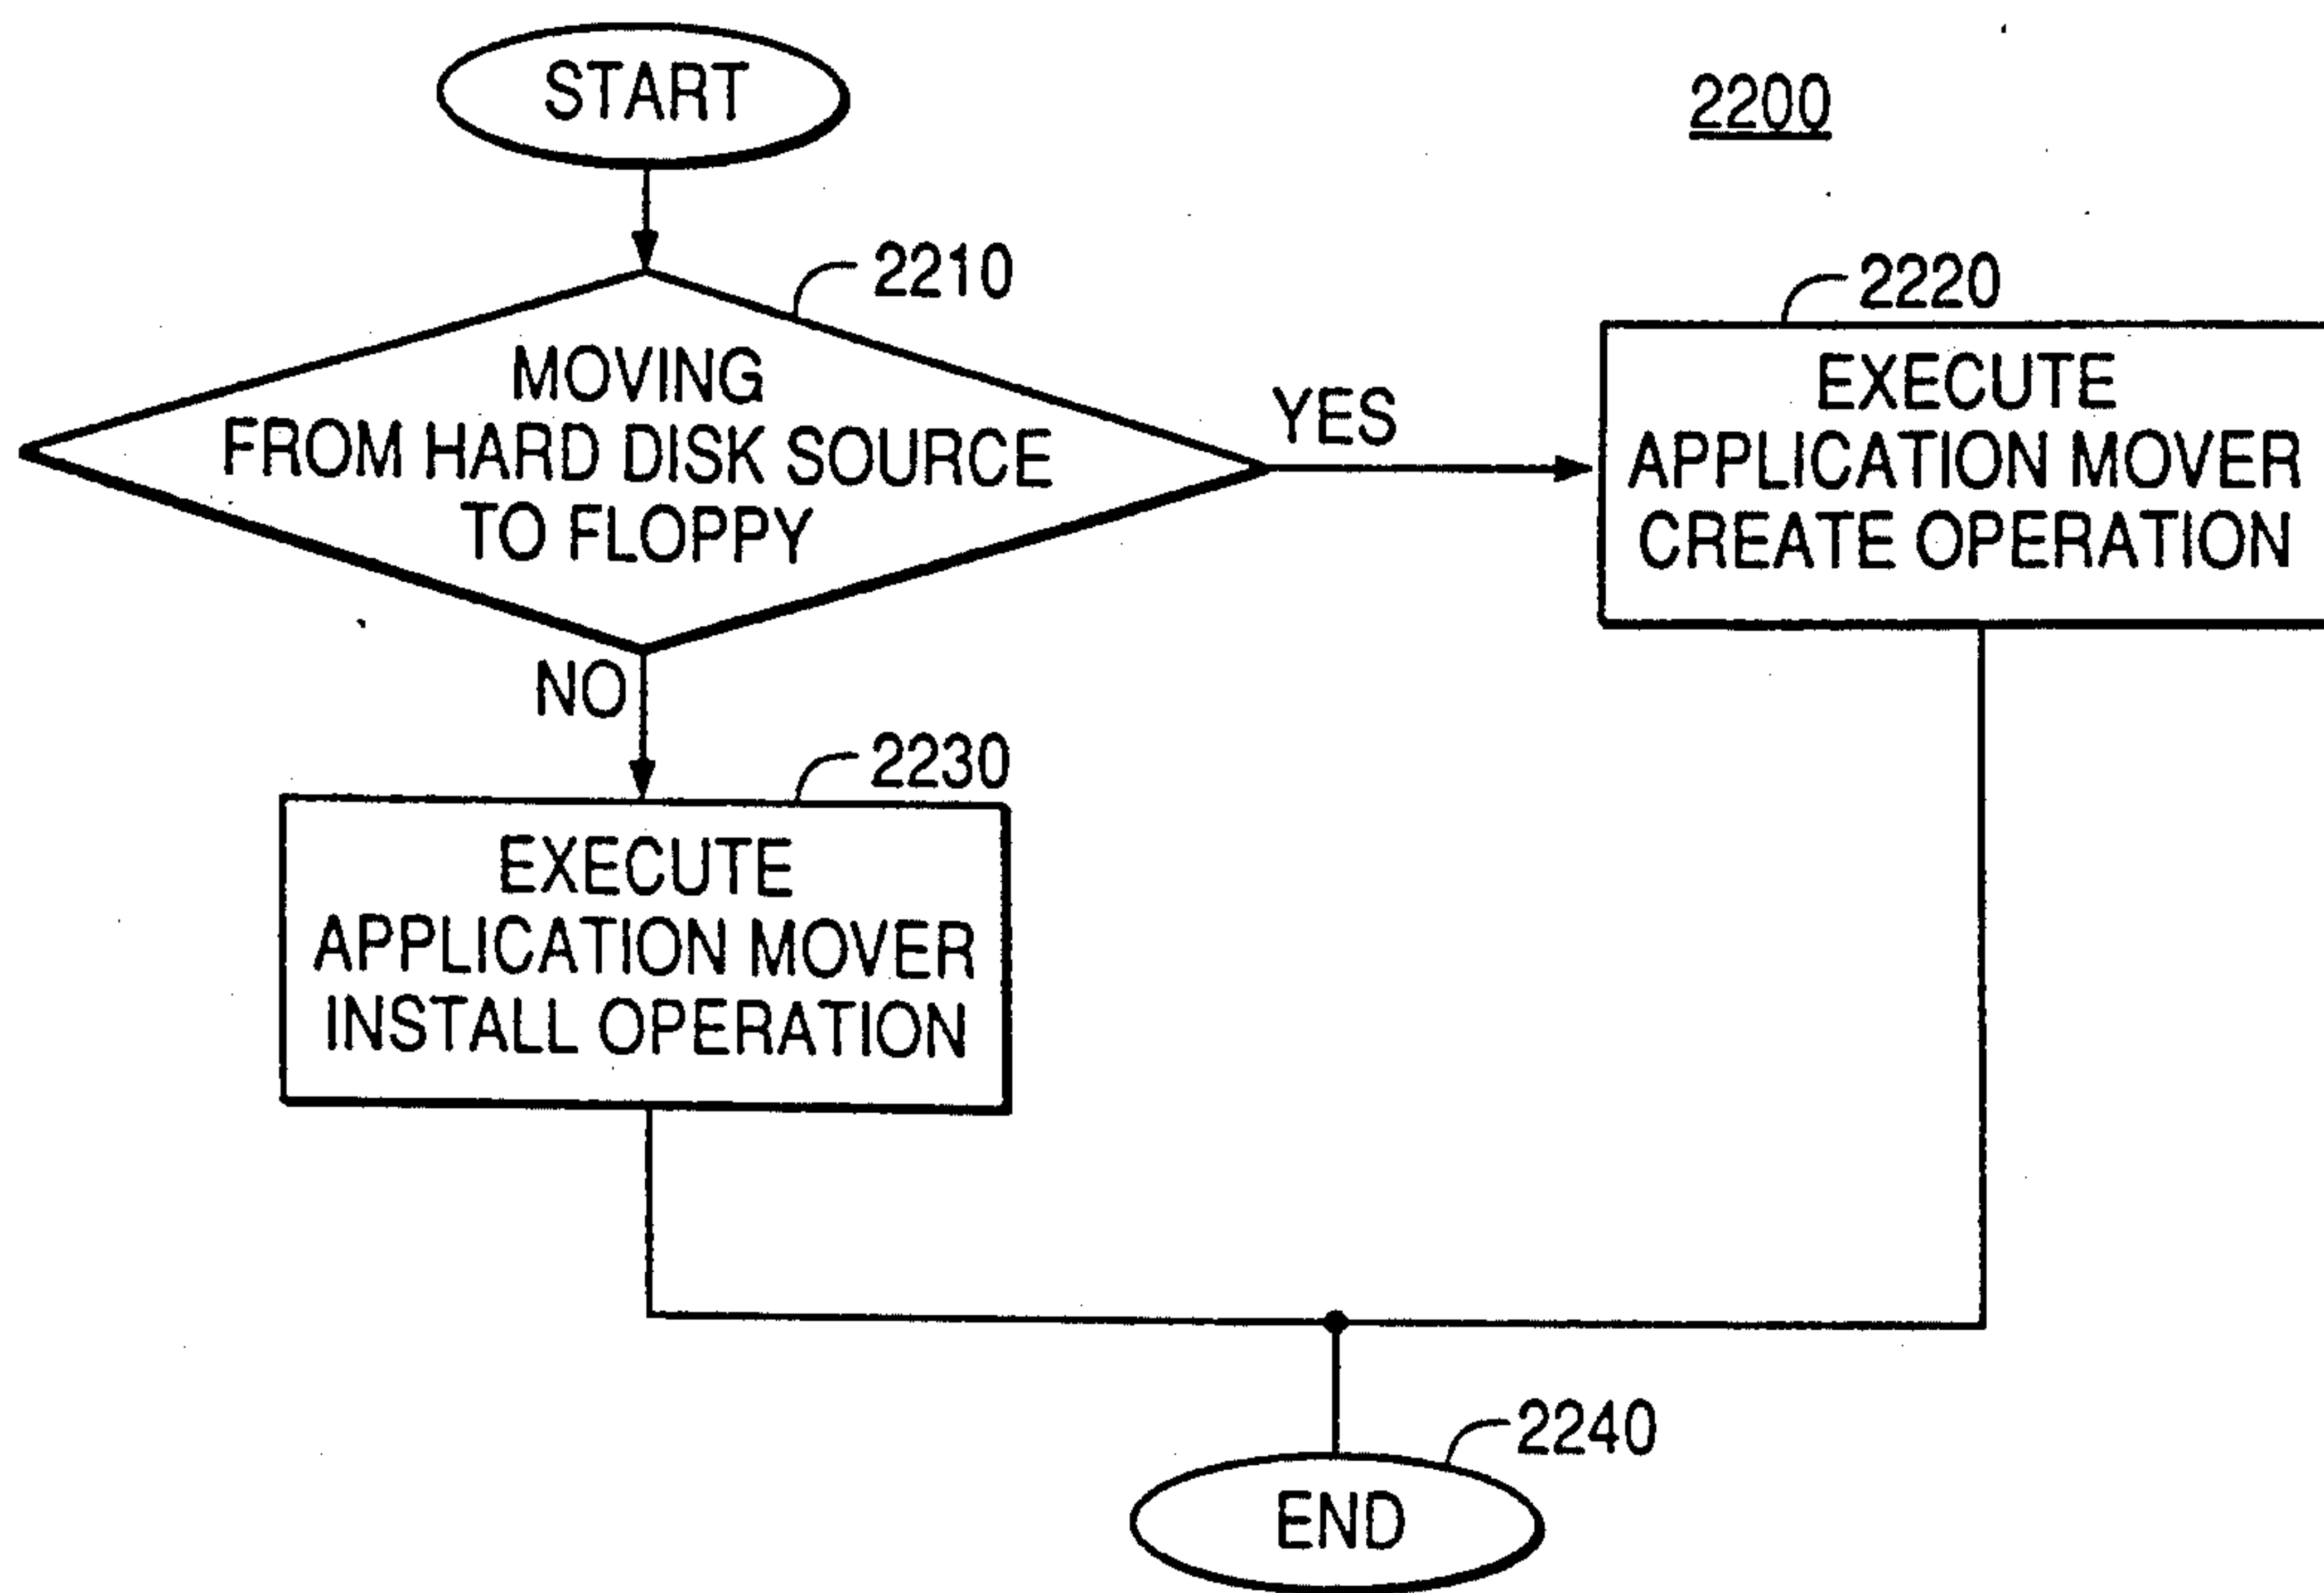 START
2200
2210
MOVING
FROM HARD DISK SOURCE
TO FLOPPY
YES
2220
EXECUTE
APPLICATION MOVER
CREATE OPERATION
NO
2230
EXECUTE
APPLICATION MOVER
INSTALL OPERATION
2240
END